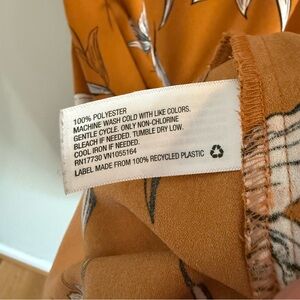 100% POLYESTER
MACHINE WASH COLD WITH LIKE COLORS.
GENTLE CYCLE. ONLY NON-CHLORINE
BLEACH IF NEEDED. TUMBLE DRY LOW.
COOL IRON IF NEEDED.
RN17730 VN1055164
LABEL MADE FROM 100% RECYCLED PLASTIC